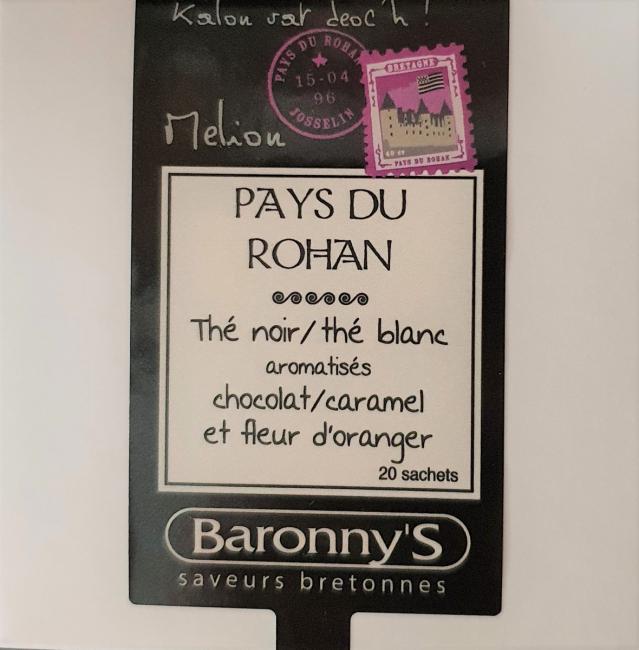 Kalon vat deoc'h !
PAYS DU ROHAN
15-04
96
JOSSELIN
BRETAGNE
PAYS DU ROHAN
Melion
PAYS DU
ROHAN
Thé noir/thé blanc
aromatisés
chocolat/caramel
et fleur d'oranger
20 sachets
Baronny'S
saveurs bretonnes